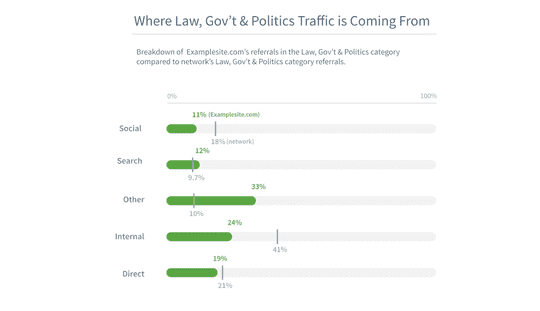 Where Law, Gov't & Politics Traffic is Coming From
Breakdown of Examplesite.com's referrals in the Law, Gov't & Politics category
compared to network's Law, Gov't & Politics category referrals.
0% 100%
11% (Examplesite.com)
Social
18% (network)
12%
Search
9.7%
33%
Other
10%
24%
Internal
41%
19%
Direct
21%